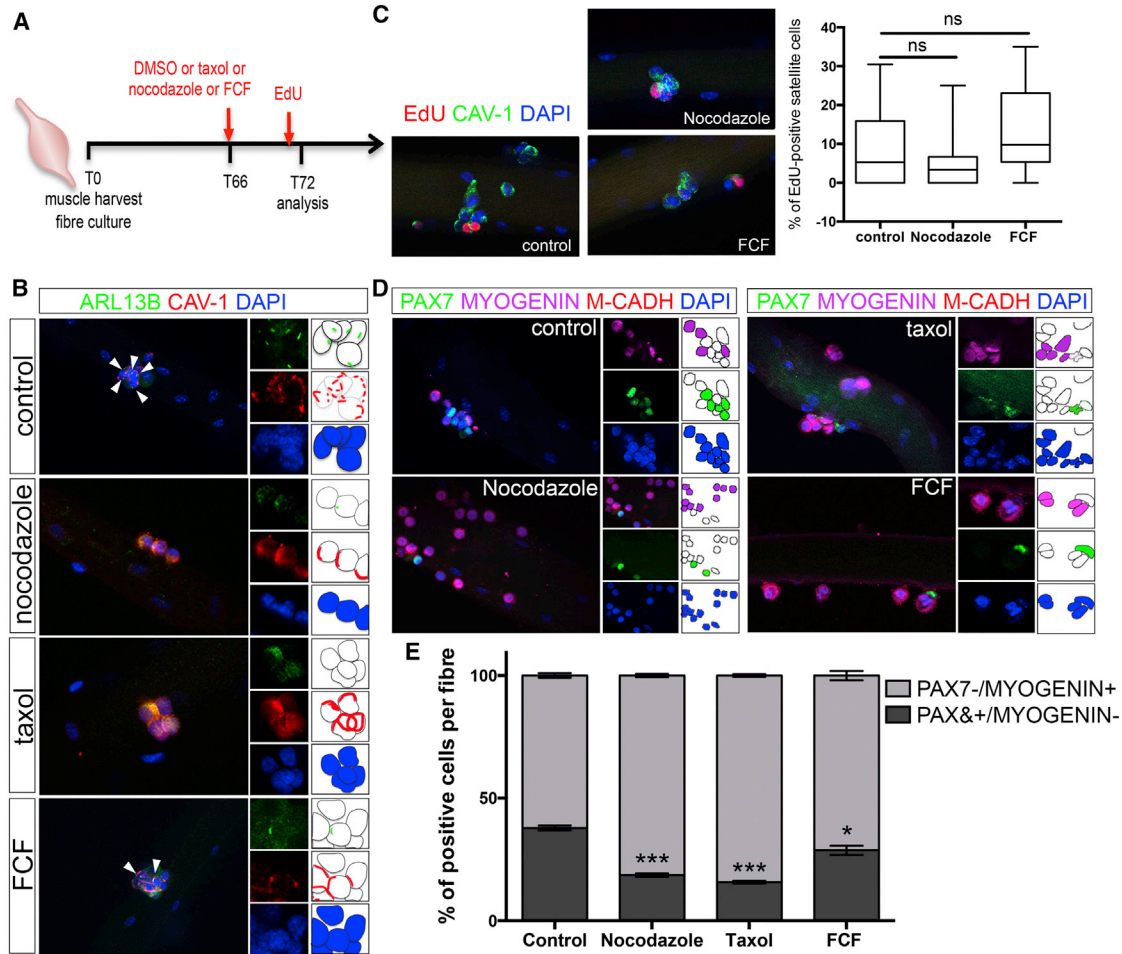 A
DMSO or taxol or
nocodazole or FCF
EdU
T0
T66
T72
muscle harvest
fibre culture
analysis
B
ARL13B CAV-1 DAPI
control
nocodazole
taxol
FCF
C
EdU CAV-1 DAPI
control
Nocodazole
FCF
% of EdU-positive satellite cells
40
30
20
10
0
-10
ns
ns
control
Nocodazole
FCF
D
PAX7 MYOGENIN M-CADH DAPI
control
Nocodazole
PAX7 MYOGENIN M-CADH DAPI
taxol
FCF
E
% of positive cells per fibre
100
50
0
***
***
*
Control
Nocodazole
Taxol
FCF
PAX7-/MYOGENIN+
PAX&+/MYOGENIN-